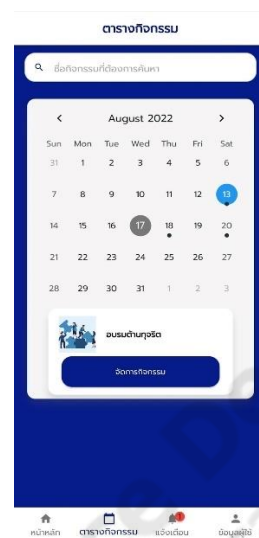 ตารางกิจกรรม
ชื่อกิจกรรมที่ต้องการค้นหา
< August 2022 >
Sun Mon Tue Wed Thu Fri Sat
31 1 2 3 4 5 6
7 8 9 10 11 12 13
14 15 16 17 18 19 20
21 22 23 24 25 26 27
28 29 30 31 1 2 3
อบรมต้านทุจริต
จัดการกิจกรรม
หน้าหลัก ตารางกิจกรรม แจ้งเตือน ข้อมูลผู้ใช้